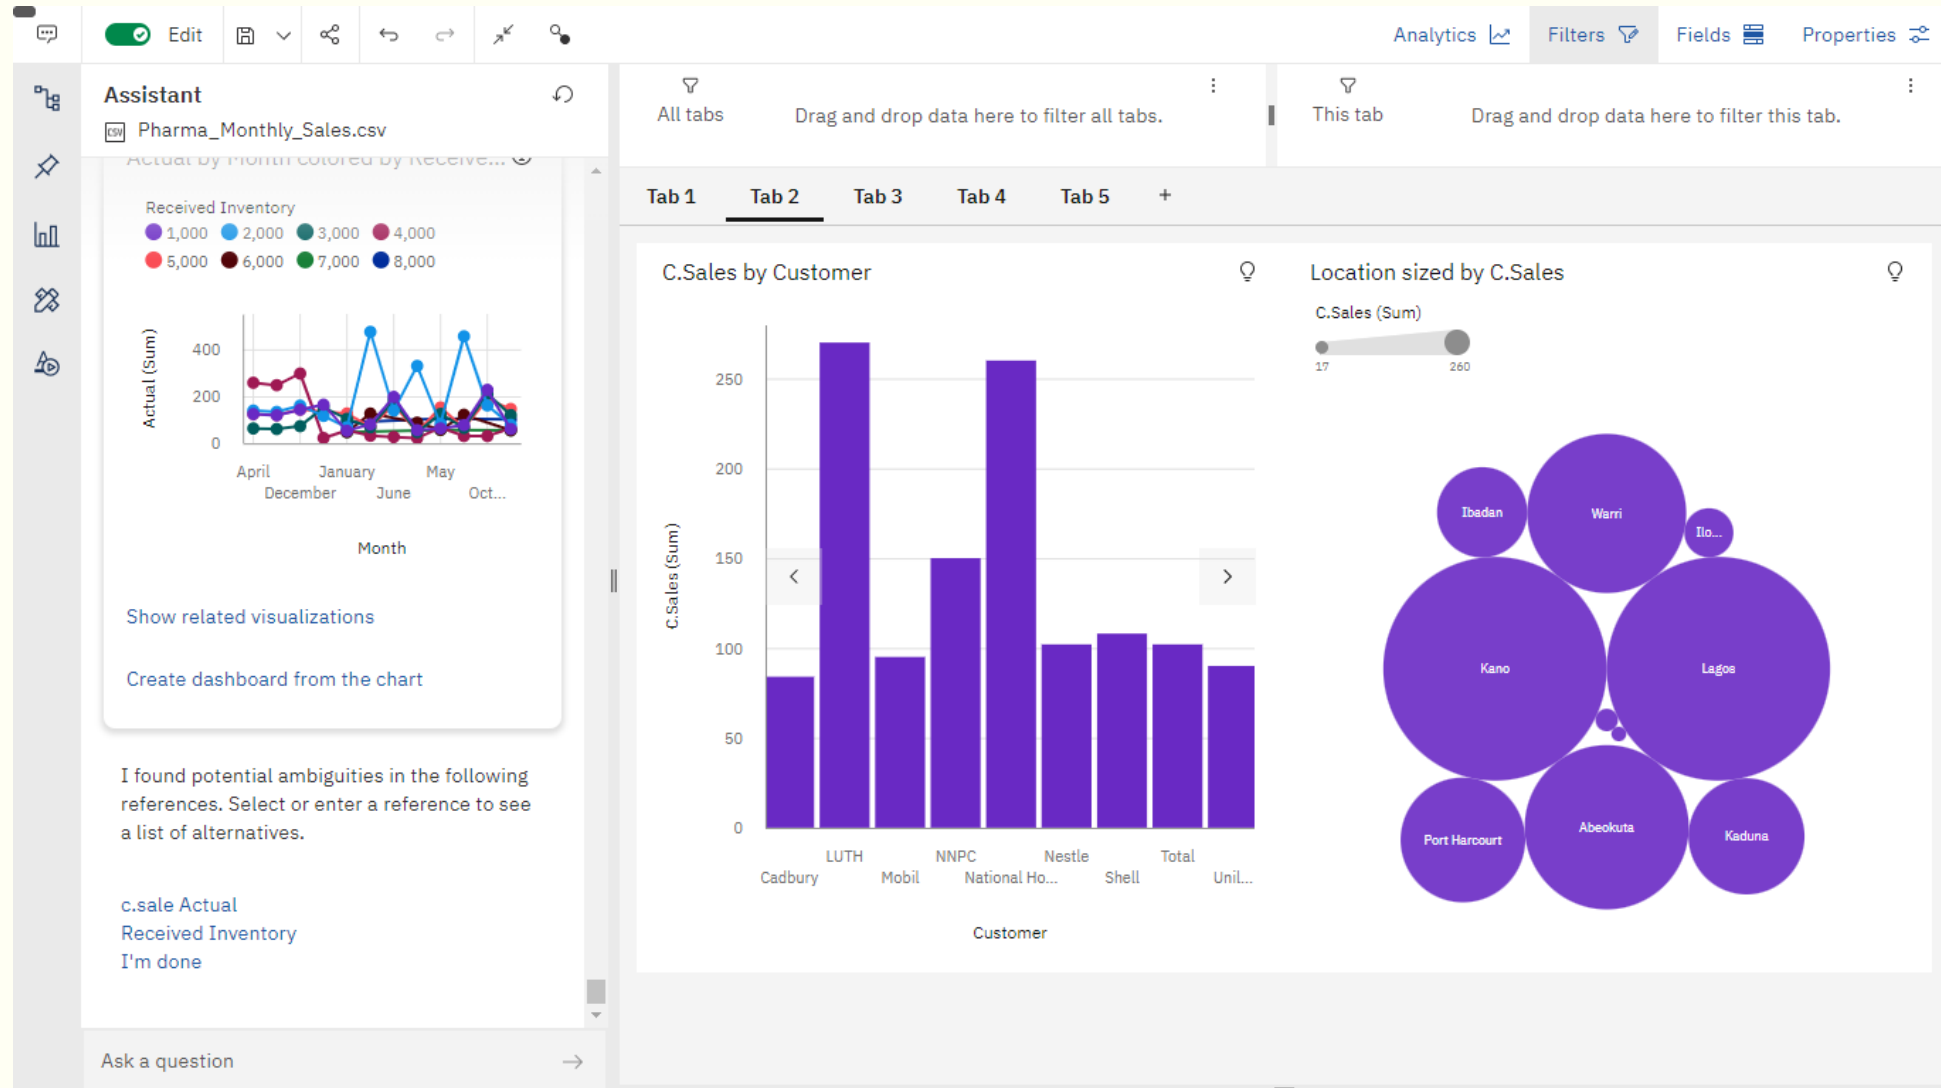 Edit
Analytics
Filters
Fields
Properties
Assistant
CSV Pharma_Monthly_Sales.csv
Actual by Month colored by Receive...
Received Inventory
1,000 2,000 3,000 4,000
5,000 6,000 7,000 8,000
Actual (Sum)
400
200
0
April January May
December June Oct...
Month
Show related visualizations
Create dashboard from the chart
I found potential ambiguities in the following
references. Select or enter a reference to see
a list of alternatives.
c.sale Actual
Received Inventory
I'm done
Ask a question
All tabs
Drag and drop data here to filter all tabs.
This tab
Drag and drop data here to filter this tab.
Tab 1 Tab 2 Tab 3 Tab 4 Tab 5 +
C.Sales by Customer
C.Sales (Sum)
250
200
150
100
50
0
LUTH NNPC Nestle Total
Cadbury Mobil National Ho... Shell Unil...
Customer
Location sized by C.Sales
C.Sales (Sum)
17 260
Ibadan
Warri
Ilo...
Kano
Lagos
Port Harcourt
Abeokuta
Kaduna